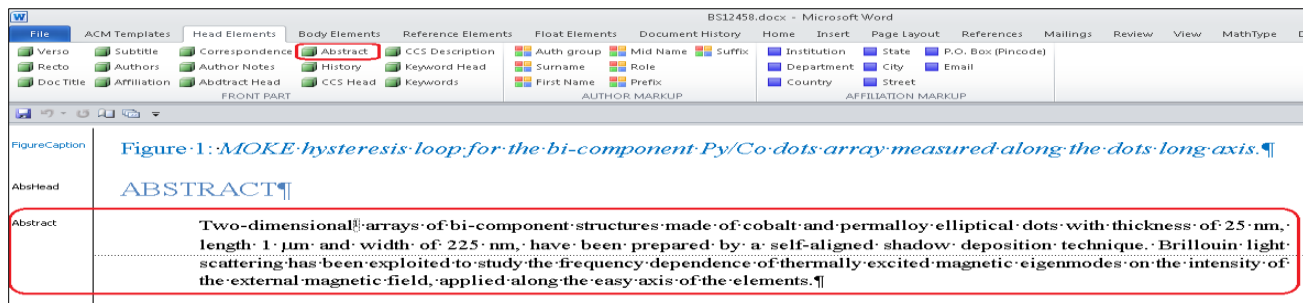 BS12458.docx - Microsoft Word
File ACM Templates Head Elements Body Elements Reference Elements Float Elements Document History Home Insert Page Layout References Mailings Review View MathType
Verso Subtitle Correspondence Abstract CCS Description Auth group Mid Name Suffix Institution State P.O. Box (Pincode)
Recto Authors Author Notes History Keyword Head Surname Role Department City Email
Doc Title Affiliation Abdtract Head CCS Head Keywords First Name Prefix Country Street
FRONT PART AUTHOR MARKUP AFFILIATION MARKUP
FigureCaption Figure·1:·MOKE·hysteresis·loop·for·the·bi-component·Py/Co·dots·array·measured·along·the·dots·long·axis.¶
AbsHead ABSTRACT¶
Abstract Two-dimensional·arrays·of·bi-component·structures·made·of·cobalt·and·permalloy·elliptical·dots·with·thickness·of·25·nm,·
length·1·μm·and·width·of·225·nm,·have·been·prepared·by·a·self-aligned·shadow·deposition·technique.·Brillouin·light·
scattering·has·been·exploited·to·study·the·frequency·dependence·of·thermally·excited·magnetic·eigenmodes·on·the·intensity·of·
the·external·magnetic·field,·applied·along·the·easy·axis·of·the·elements.¶